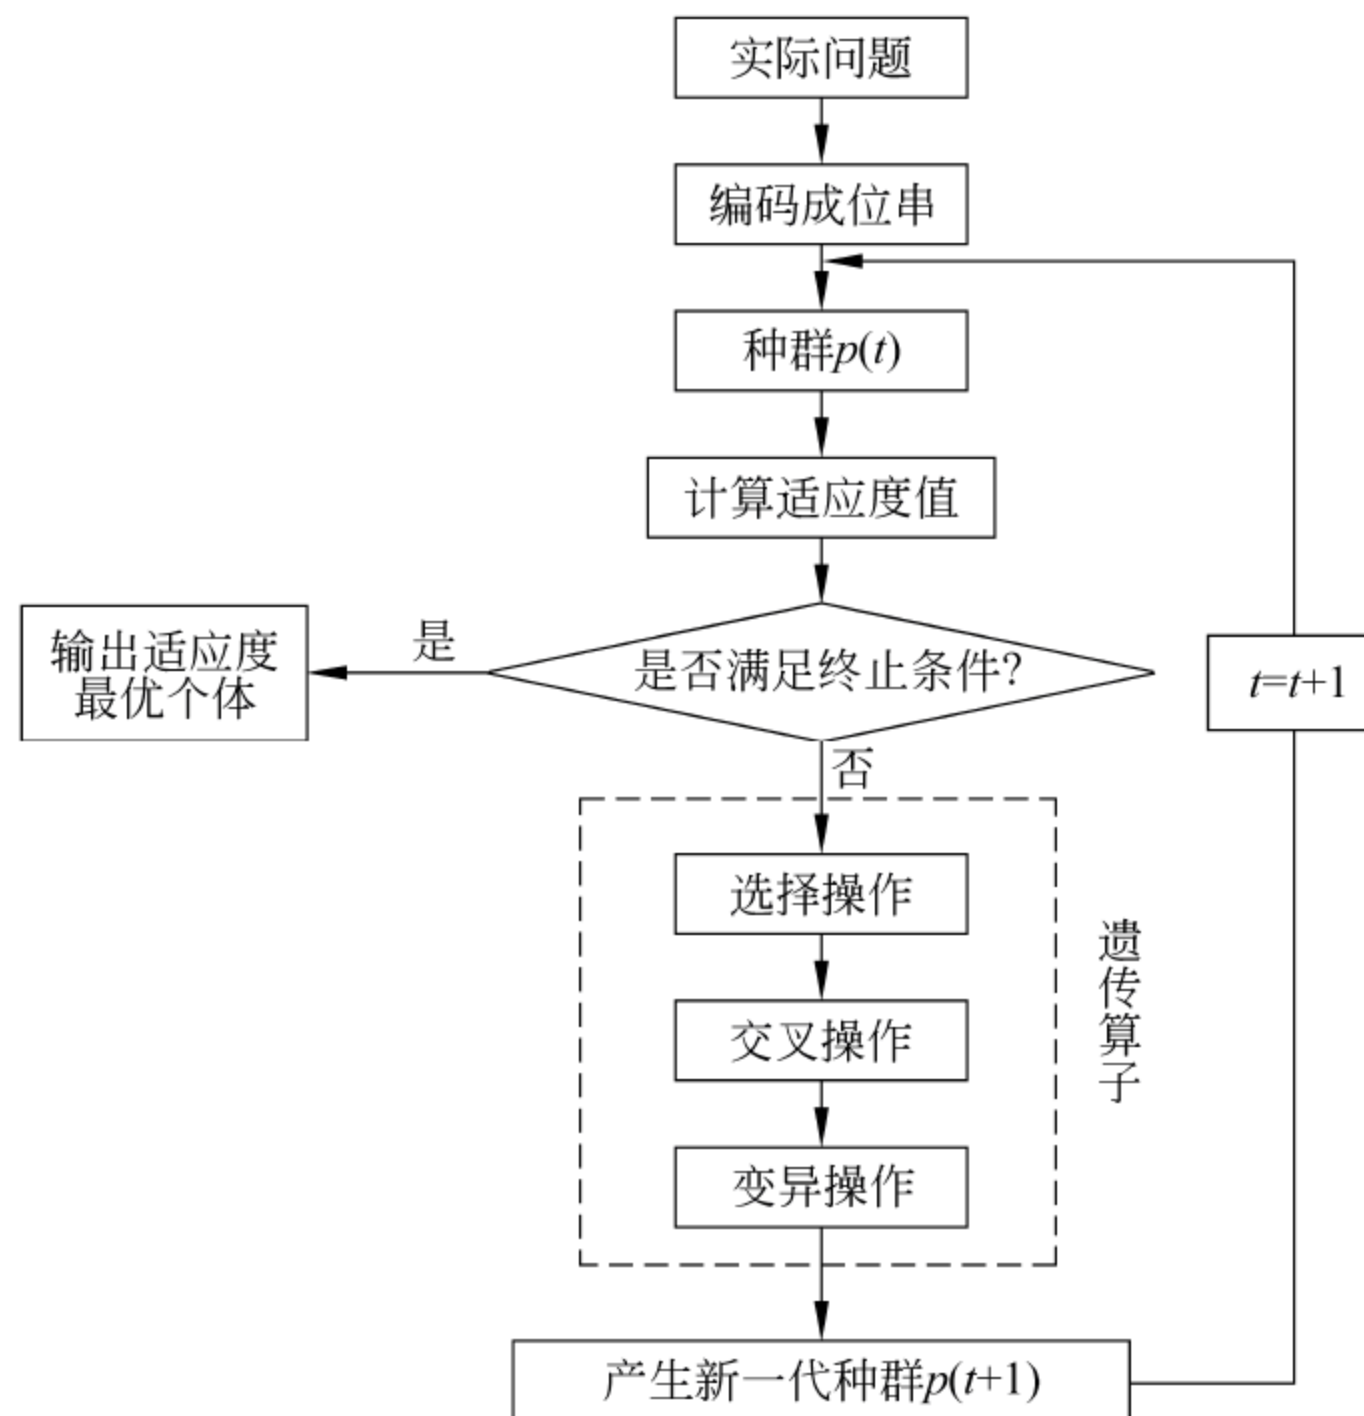 实际问题
编码成位串
种群p(t)
计算适应度值
是否满足终止条件?
是
输出适应度
最优个体
否
选择操作
交叉操作
变异操作
遗传算子
产生新一代种群p(t+1)
t=t+1